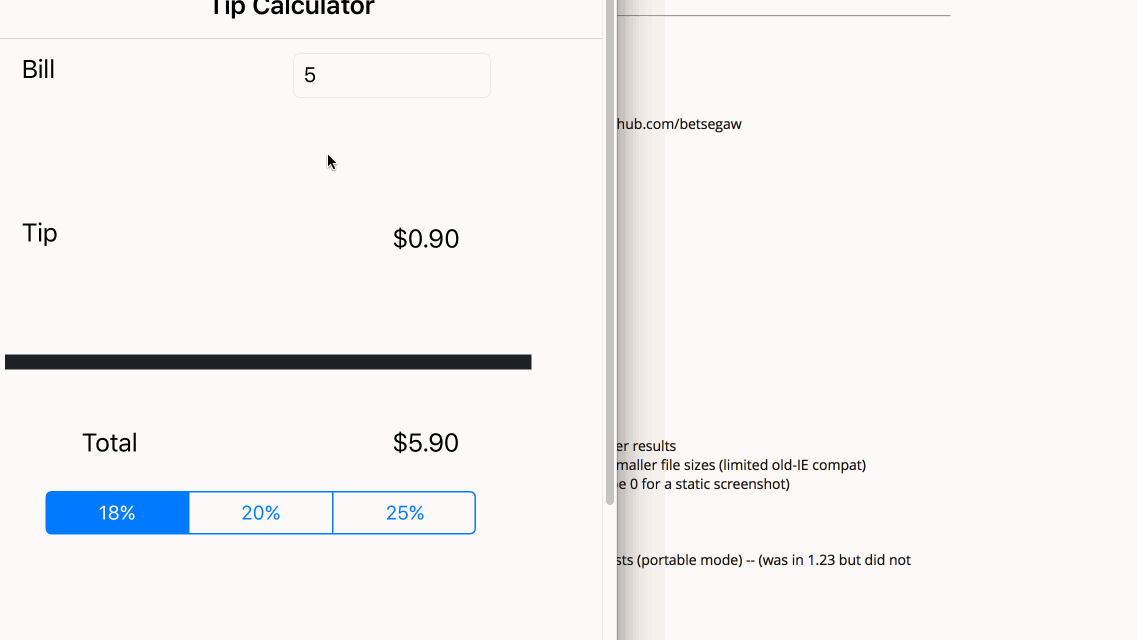 Tip Calculator
Bill
5
Tip
$0.90
Total
$5.90
18%
20%
25%
hub.com/betsegaw
er results
maller file sizes (limited old-IE compat)
e 0 for a static screenshot)
sts (portable mode) -- (was in 1.23 but did not